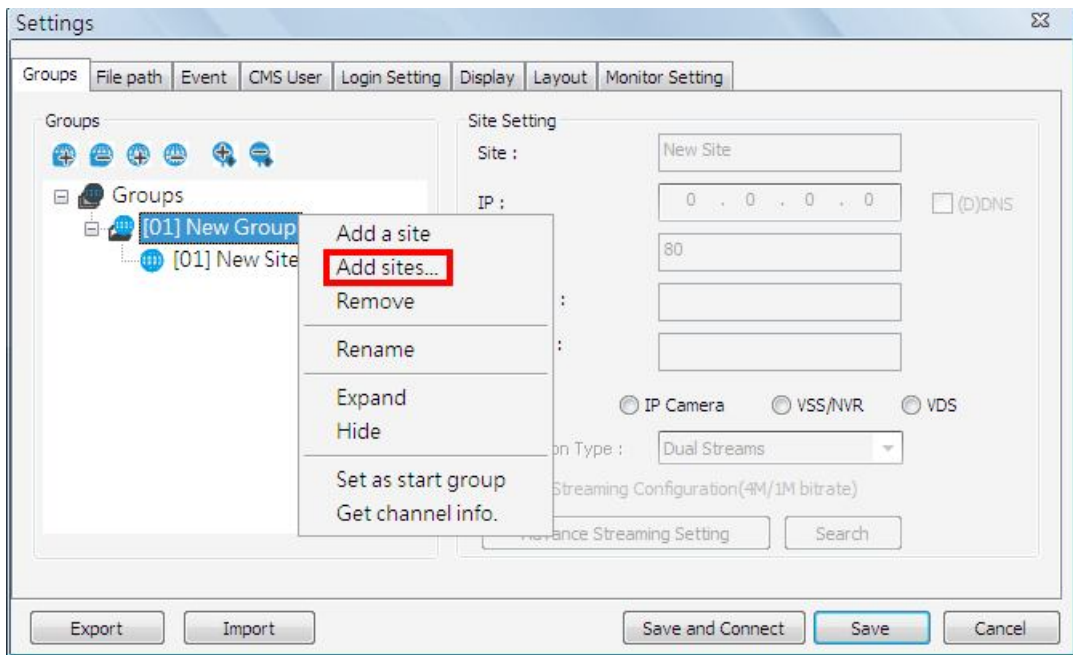 Settings
Groups File path Event CMS User Login Setting Display Layout Monitor Setting
Groups
Groups
[01] New Group
[01] New Site
Add a site
Add sites...
Remove
Rename
Expand
Hide
Set as start group
Get channel info.
Site Setting
Site : New Site
IP : 0 . 0 . 0 . 0 (D)DNS
80
:
:
IP Camera VSS/NVR VDS
on Type : Dual Streams
Streaming Configuration(4M/1M bitrate)
Advance Streaming Setting Search
Export Import Save and Connect Save Cancel